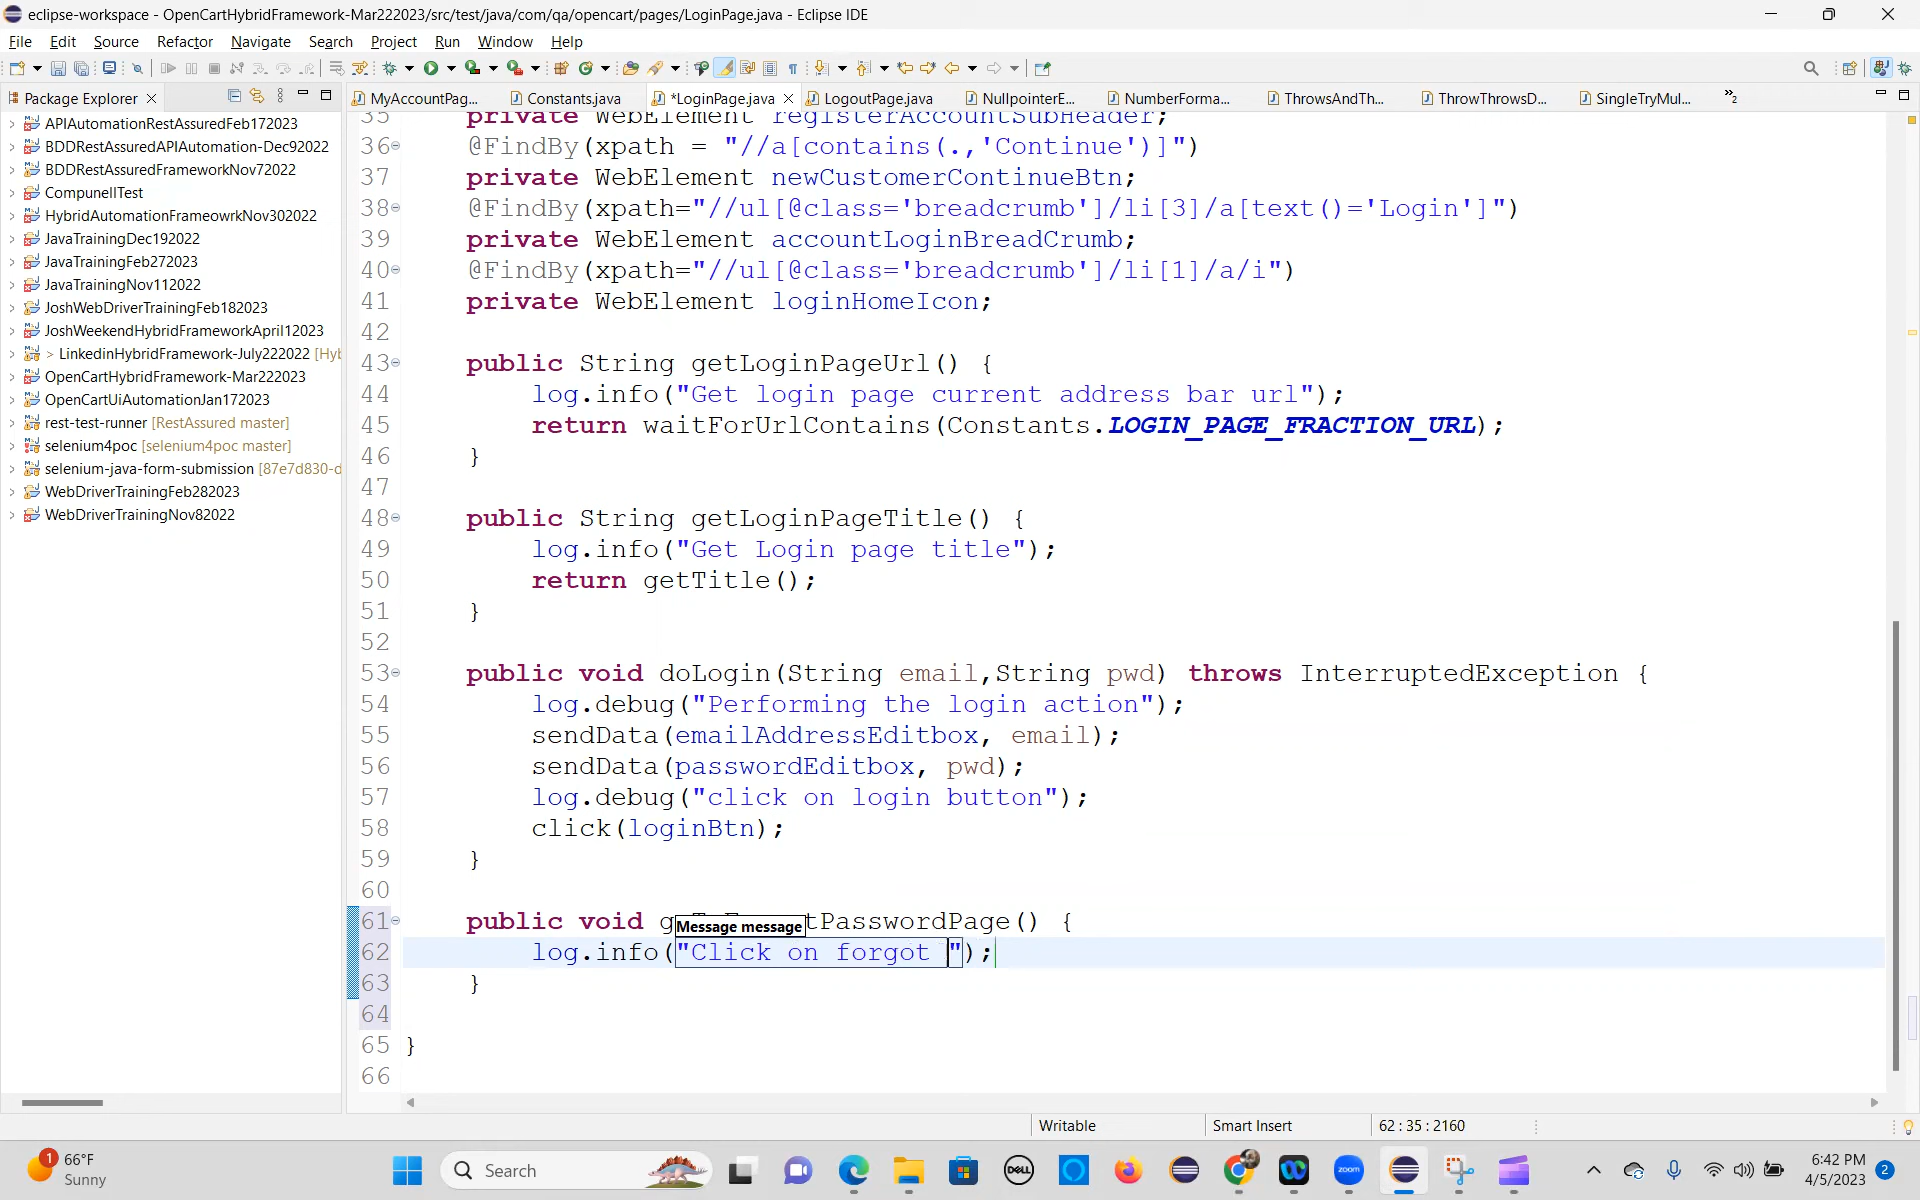 eclipse-workspace - OpenCartHybridFramework-Mar222023/src/test/java/com/qa/opencart/pages/LoginPage.java - Eclipse IDE
File Edit Source Refactor Navigate Search Project Run Window Help
Package Explorer
MyAccountPag... Constants.java *LoginPage.java LogoutPage.java NullpointerE... NumberForma... ThrowsAndTh... ThrowThrowsD... SingleTryMul... »2
APIAutomationRestAssuredFeb172023
BDDRestAssuredAPIAutomation-Dec92022
BDDRestAssuredFrameworkNov72022
CompunellTest
HybridAutomationFrameowrkNov302022
JavaTrainingDec192022
JavaTrainingFeb272023
JavaTrainingNov112022
JoshWebDriverTrainingFeb182023
JoshWeekendHybridFrameworkApril12023
> LinkedinHybridFramework-July222022 [Hyb
OpenCartHybridFramework-Mar222023
OpenCartUiAutomationJan172023
rest-test-runner [RestAssured master]
selenium4poc [selenium4poc master]
selenium-java-form-submission [87e7d830-d
WebDriverTrainingFeb282023
WebDriverTrainingNov82022
35 private WebElement registerAccountSubHeader;
36 @FindBy(xpath = "//a[contains(.,'Continue')]")
37 private WebElement newCustomerContinueBtn;
38 @FindBy(xpath="//ul[@class='breadcrumb']/li[3]/a[text()='Login']")
39 private WebElement accountLoginBreadCrumb;
40 @FindBy(xpath="//ul[@class='breadcrumb']/li[1]/a/i")
41 private WebElement loginHomeIcon;
42
43 public String getLoginPageUrl() {
44 log.info("Get login page current address bar url");
45 return waitForUrlContains(Constants.LOGIN_PAGE_FRACTION_URL);
46 }
47
48 public String getLoginPageTitle() {
49 log.info("Get Login page title");
50 return getTitle();
51 }
52
53 public void doLogin(String email,String pwd) throws InterruptedException {
54 log.debug("Performing the login action");
55 sendData(emailAddressEditbox, email);
56 sendData(passwordEditbox, pwd);
57 log.debug("click on login button");
58 click(loginBtn);
59 }
60
61 public void g tPasswordPage() {
Message message
62 log.info("Click on forgot ");
63 }
64
65 }
66
Writable Smart Insert 62 : 35 : 2160
1 66°F
Sunny
Search
DELL
zoom
6:42 PM
4/5/2023
2